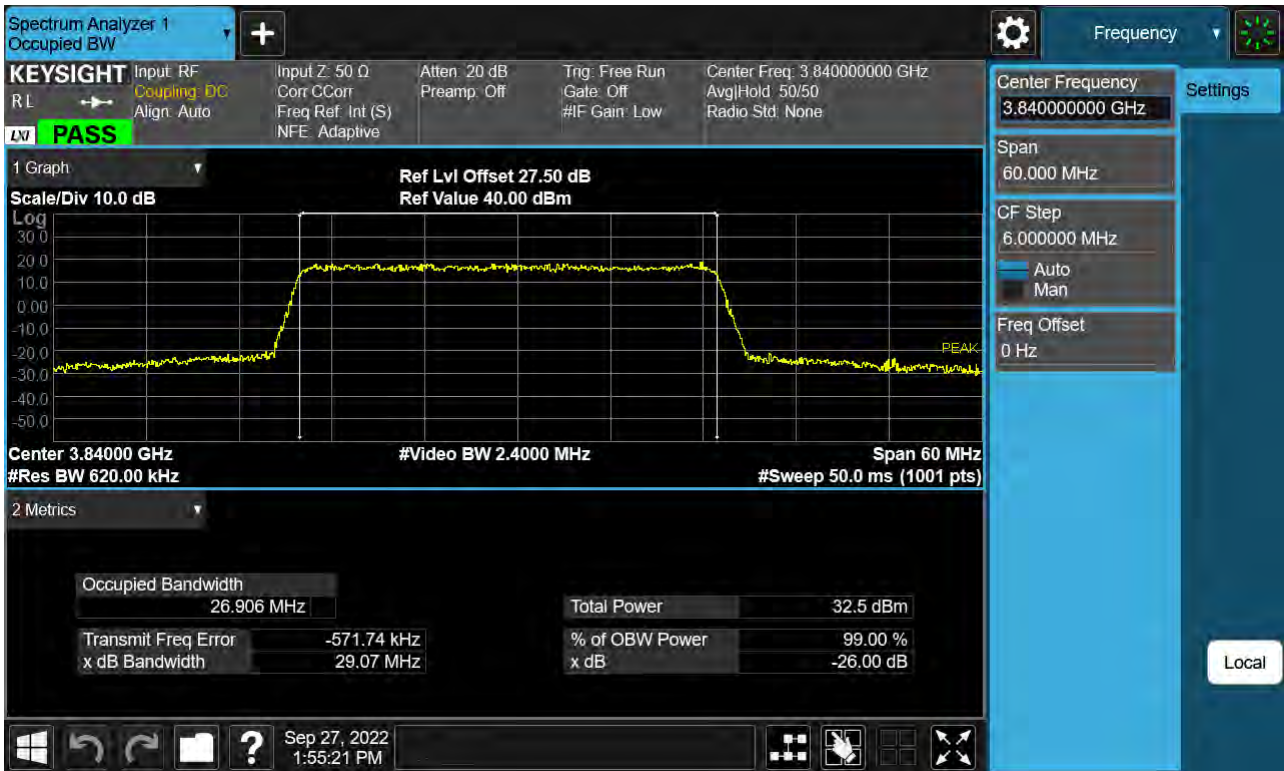 Spectrum Analyzer 1
Occupied BW
Frequency
KEYSIGHT
R L
LXI
PASS
Input: RF
Coupling: DC
Align: Auto
Input Z: 50 Ω
Corr CCorr
Freq Ref: Int (S)
NFE: Adaptive
Atten: 20 dB
Preamp: Off
Trig: Free Run
Gate: Off
#IF Gain: Low
Center Freq: 3.840000000 GHz
Avg|Hold: 50/50
Radio Std: None
Center Frequency
3.840000000 GHz
Settings
Span
60.000 MHz
CF Step
6.000000 MHz
Auto
Man
Freq Offset
0 Hz
Local
1 Graph
Scale/Div 10.0 dB
Ref Lvl Offset 27.50 dB
Ref Value 40.00 dBm
Log
30.0
20.0
10.0
0.00
-10.0
-20.0
-30.0
-40.0
-50.0
PEAK
Center 3.84000 GHz
#Video BW 2.4000 MHz
Span 60 MHz
#Res BW 620.00 kHz
#Sweep 50.0 ms (1001 pts)
2 Metrics
Occupied Bandwidth
26.906 MHz
Total Power 32.5 dBm
Transmit Freq Error -571.74 kHz
% of OBW Power 99.00 %
x dB Bandwidth 29.07 MHz
x dB -26.00 dB
?
Sep 27, 2022
1:55:21 PM